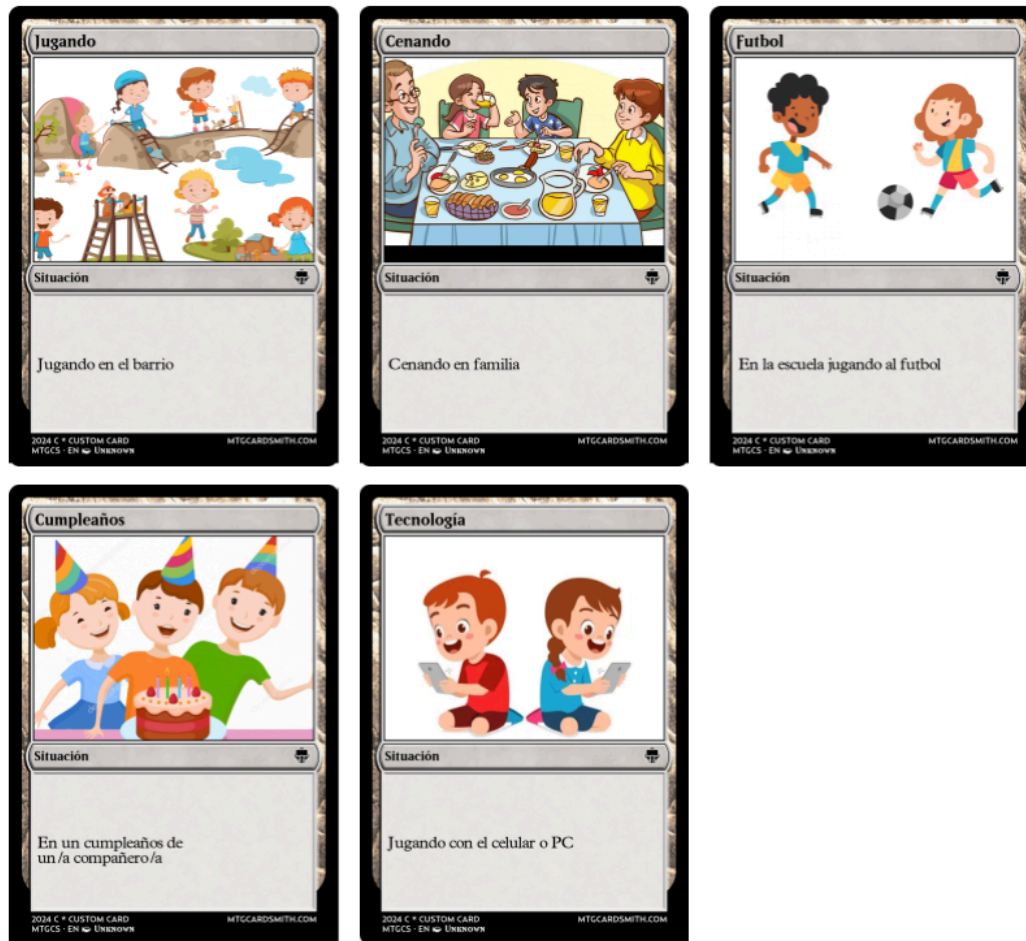 Jugando
Situación
Jugando en el barrio
2024 C * CUSTOM CARD
MTGCARDSMITH.COM
MTGCS · EN Unknown
Cenando
Situación
Cenando en familia
2024 C * CUSTOM CARD
MTGCARDSMITH.COM
MTGCS · EN Unknown
Futbol
Situación
En la escuela jugando al futbol
2024 C * CUSTOM CARD
MTGCARDSMITH.COM
MTGCS · EN Unknown
Cumpleaños
Situación
En un cumpleaños de
un/a compañero/a
2024 C * CUSTOM CARD
MTGCARDSMITH.COM
MTGCS · EN Unknown
Tecnología
Situación
Jugando con el celular o PC
2024 C * CUSTOM CARD
MTGCARDSMITH.COM
MTGCS · EN Unknown